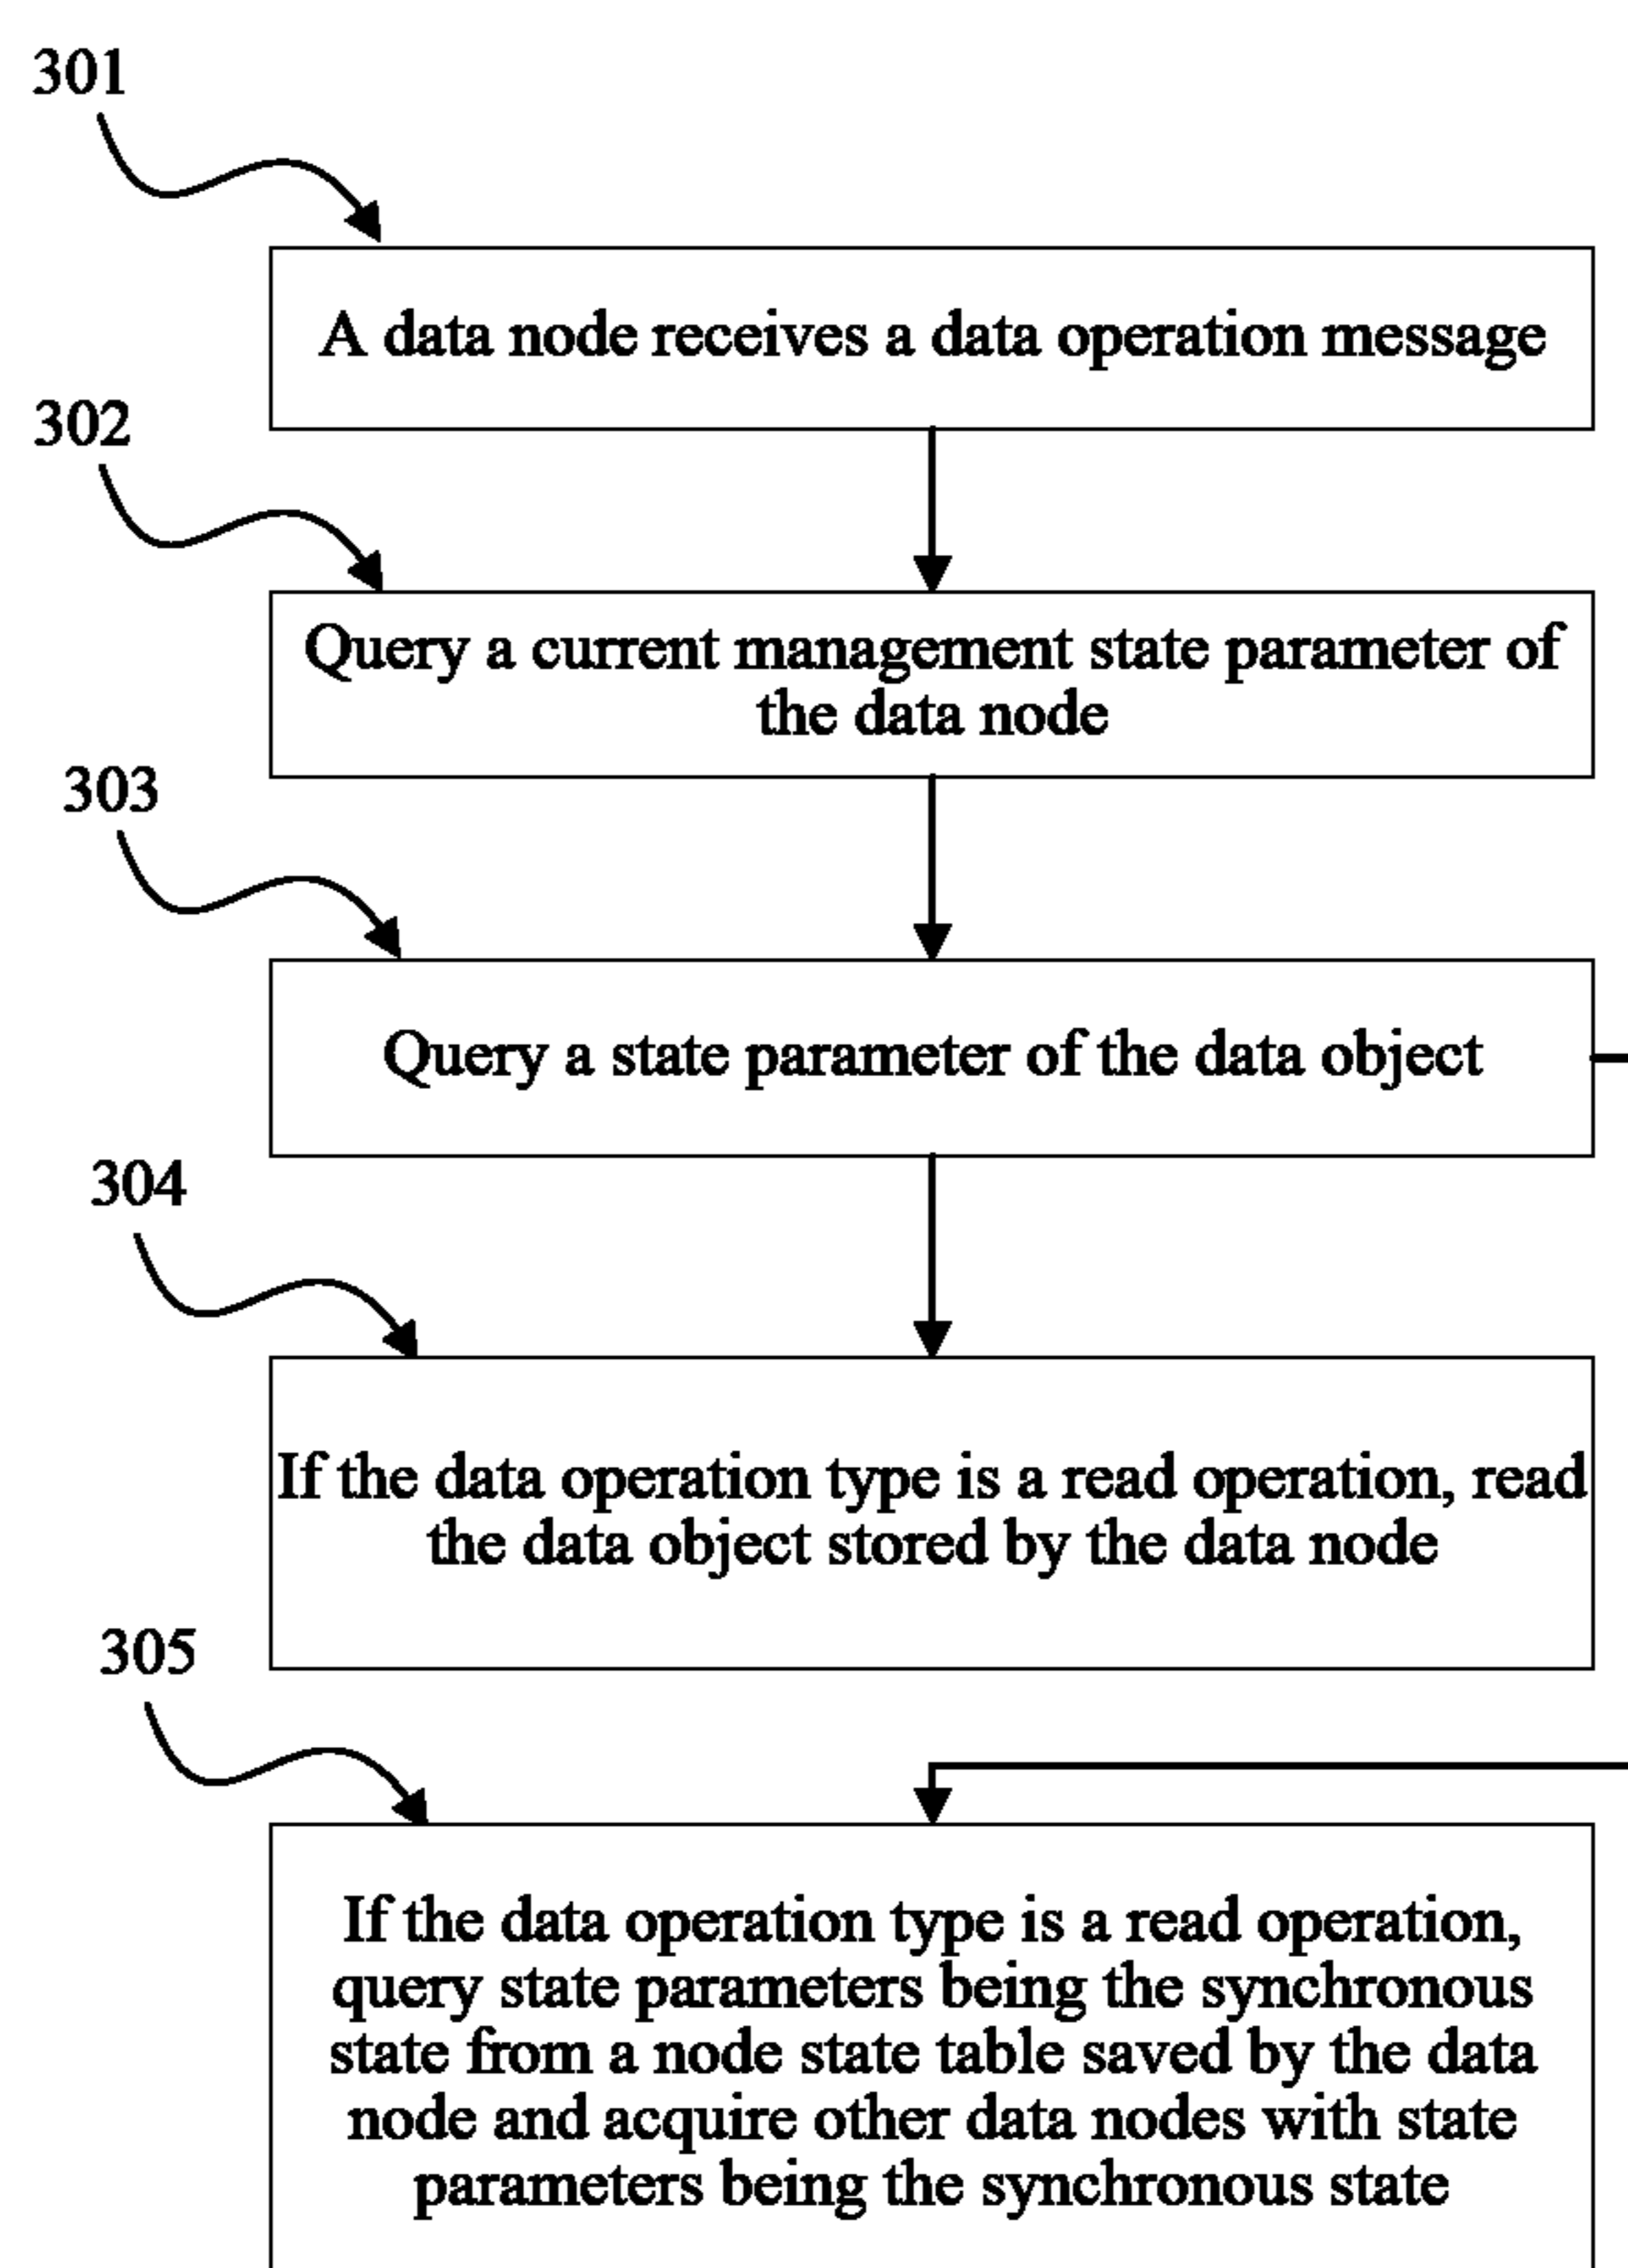 301
A data node receives a data operation message
302
Query a current management state parameter of
the data node
303
Query a state parameter of the data object
304
If the data operation type is a read operation, read
the data object stored by the data node
305
If the data operation type is a read operation,
query state parameters being the synchronous
state from a node state table saved by the data
node and acquire other data nodes with state
parameters being the synchronous state